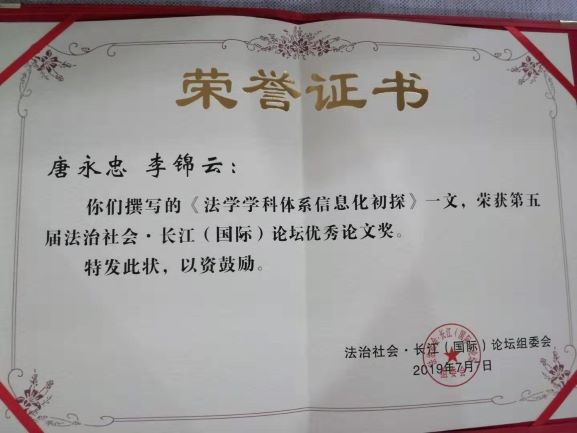 荣誉证书
唐永忠 李锦云：
你们撰写的《法学学科体系信息化初探》一文，荣获第五
届法治社会·长江（国际）论坛优秀论文奖。
特发此状，以资鼓励。
法治社会·长江（国际）论坛组委会
2019年7月7日